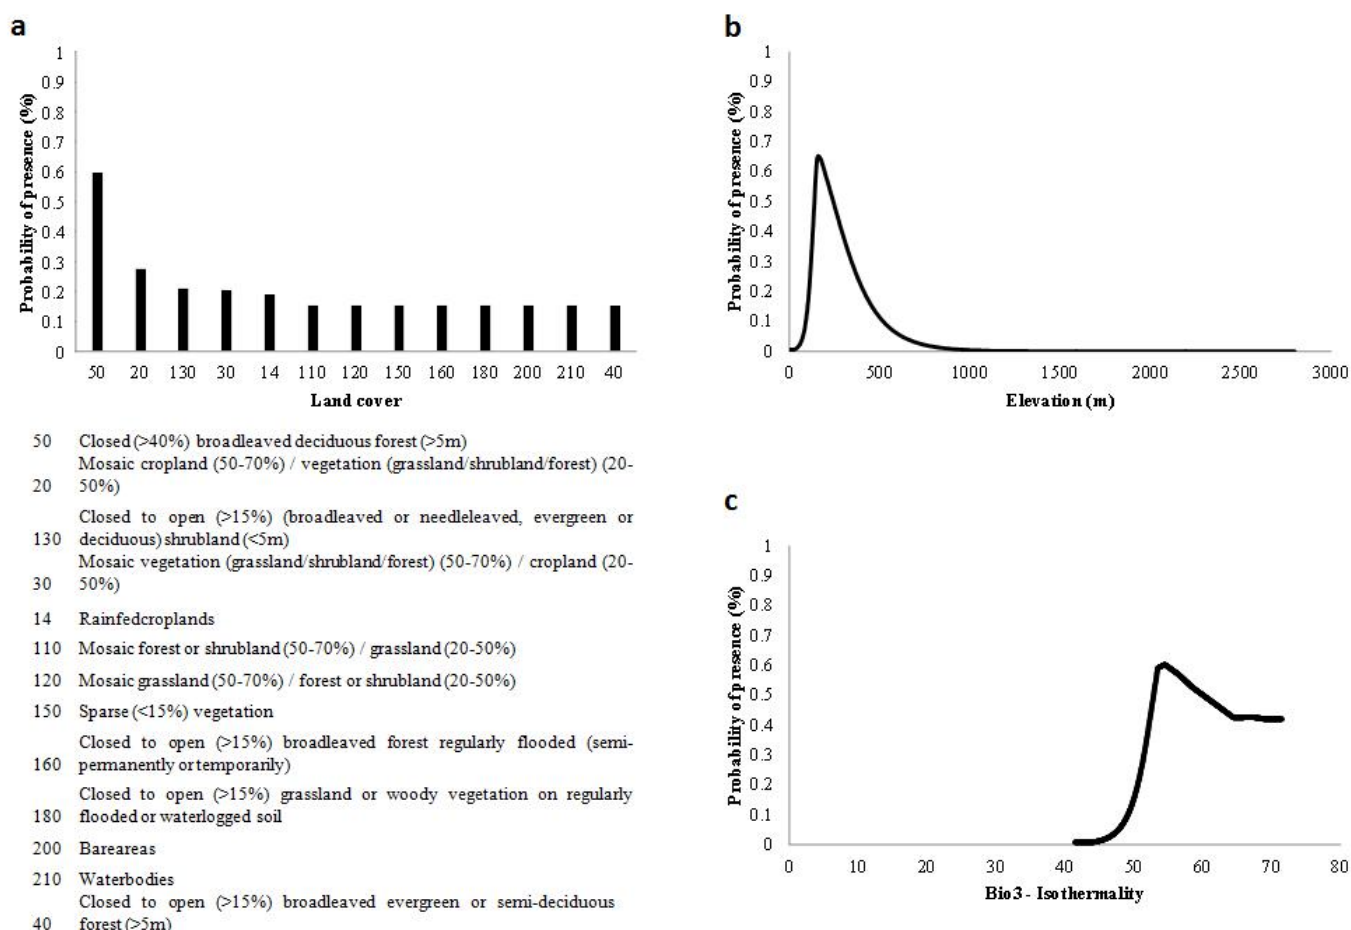 a
1
0.9
0.8
0.7
0.6
0.5
0.4
0.3
0.2
0.1
0
Probability of presence (%)
50 20 130 30 14 110 120 150 160 180 200 210 40
Land cover
50 Closed (>40%) broadleaved deciduous forest (>5m)
Mosaic cropland (50-70%) / vegetation (grassland/shrubland/forest) (20-
20 50%)
Closed to open (>15%) (broadleaved or needleleaved, evergreen or
130 deciduous) shrubland (<5m)
Mosaic vegetation (grassland/shrubland/forest) (50-70%) / cropland (20-
30 50%)
14 Rainfedcroplands
110 Mosaic forest or shrubland (50-70%) / grassland (20-50%)
120 Mosaic grassland (50-70%) / forest or shrubland (20-50%)
150 Sparse (<15%) vegetation
Closed to open (>15%) broadleaved forest regularly flooded (semi-
160 permanently or temporarily)
Closed to open (>15%) grassland or woody vegetation on regularly
180 flooded or waterlogged soil
200 Bareareas
210 Waterbodies
Closed to open (>15%) broadleaved evergreen or semi-deciduous
40 forest (>5m)
b
1
0.9
0.8
0.7
0.6
0.5
0.4
0.3
0.2
0.1
0
Probability of presence (%)
0 500 1000 1500 2000 2500 3000
Elevation (m)
c
1
0.9
0.8
0.7
0.6
0.5
0.4
0.3
0.2
0.1
0
Probability of presence (%)
0 10 20 30 40 50 60 70 80
Bio3 - Isothermality